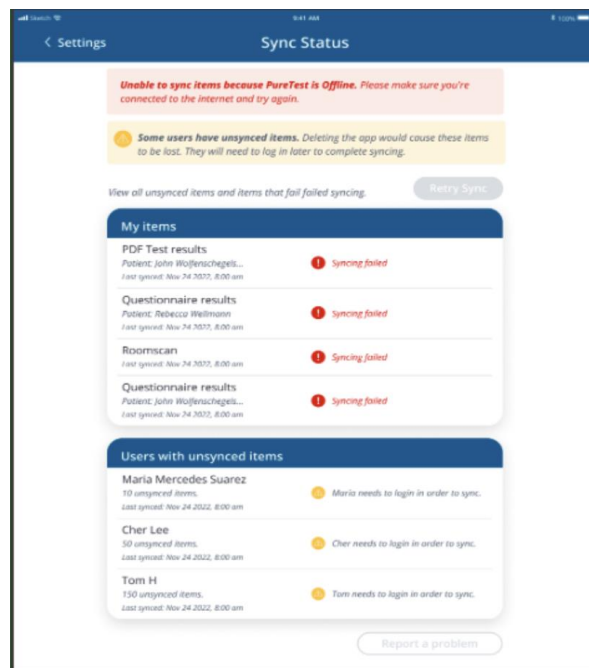 Sketch
9:41 AM
100%
< Settings
Sync Status
Unable to sync items because PureTest is Offline. Please make sure you're
connected to the internet and try again.
Some users have unsynced items. Deleting the app would cause these items
to be lost. They will need to log in later to complete syncing.
View all unsynced items and items that fail failed syncing.
Retry Sync
My items
PDF Test results
Patient: John Wolfenschegels...
Last synced: Nov 24 2022, 8:00 am
Syncing failed
Questionnaire results
Patient: Rebecca Wellmann
Last synced: Nov 24 2022, 8:00 am
Syncing failed
Roomscan
Last synced: Nov 24 2022, 8:00 am
Syncing failed
Questionnaire results
Patient: John Wolfenschegels...
Last synced: Nov 24 2022, 8:00 am
Syncing failed
Users with unsynced items
Maria Mercedes Suarez
10 unsynced items.
Last synced: Nov 24 2022, 8:00 am
Maria needs to login in order to sync.
Cher Lee
50 unsynced items.
Last synced: Nov 24 2022, 8:00 am
Cher needs to login in order to sync.
Tom H
150 unsynced items.
Last synced: Nov 24 2022, 8:00 am
Tom needs to login in order to sync.
Report a problem